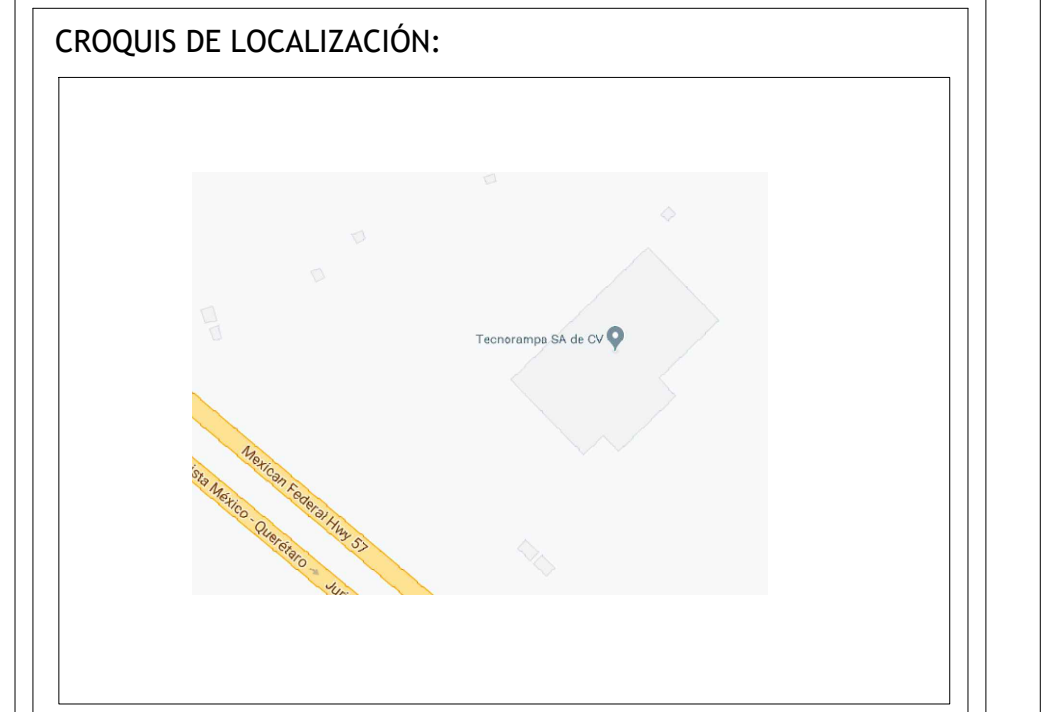 CROQUIS DE LOCALIZACIÓN:
Tecnorampa SA de CV
Mexican Federal Hwy 57
sta México - Querétaro